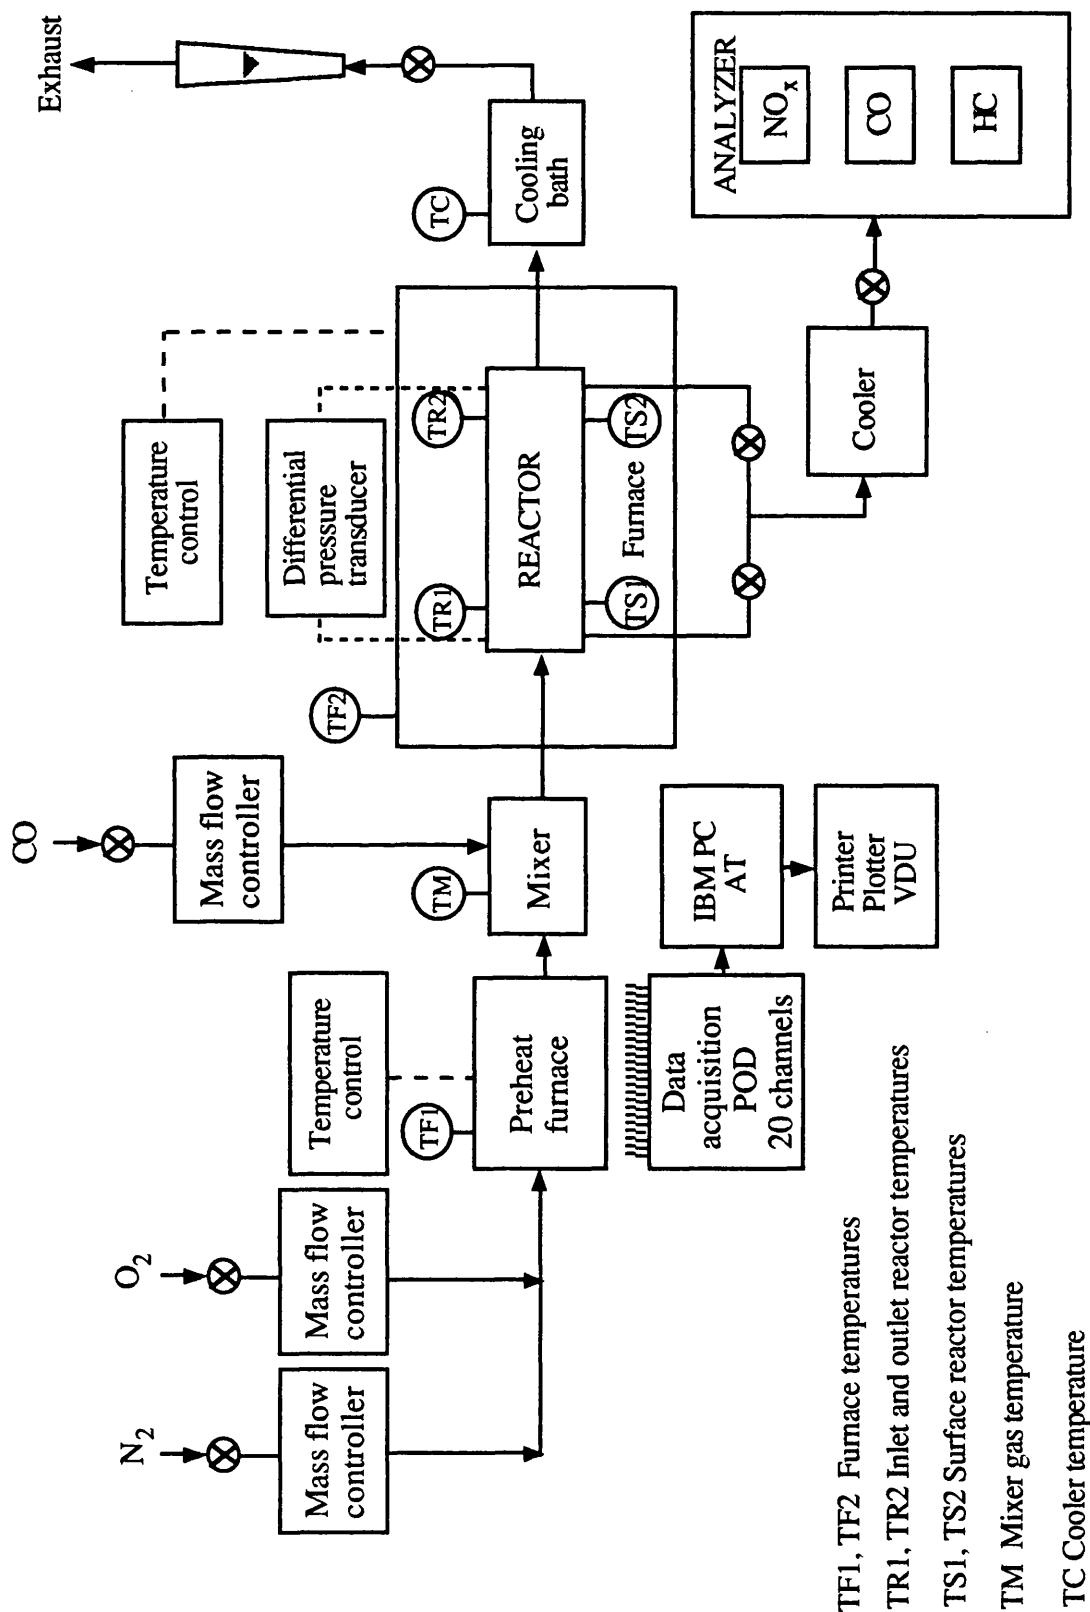 N2
O2
CO
Exhaust
Mass flow
controller
Mass flow
controller
Temperature
control
Mass flow
controller
Temperature
control
Differential
pressure
transducer
TF1
Preheat
furnace
TM
Mixer
TF2
TR1
TR2
REACTOR
TS1
Furnace
TS2
TC
Cooling
bath
Data
acquisition
POD
20 channels
IBM PC
AT
Printer
Plotter
VDU
Cooler
ANALYZER
NOx
CO
HC
TF1, TF2 Furnace temperatures
TR1, TR2 Inlet and outlet reactor temperatures
TS1, TS2 Surface reactor temperatures
TM Mixer gas temperature
TC Cooler temperature